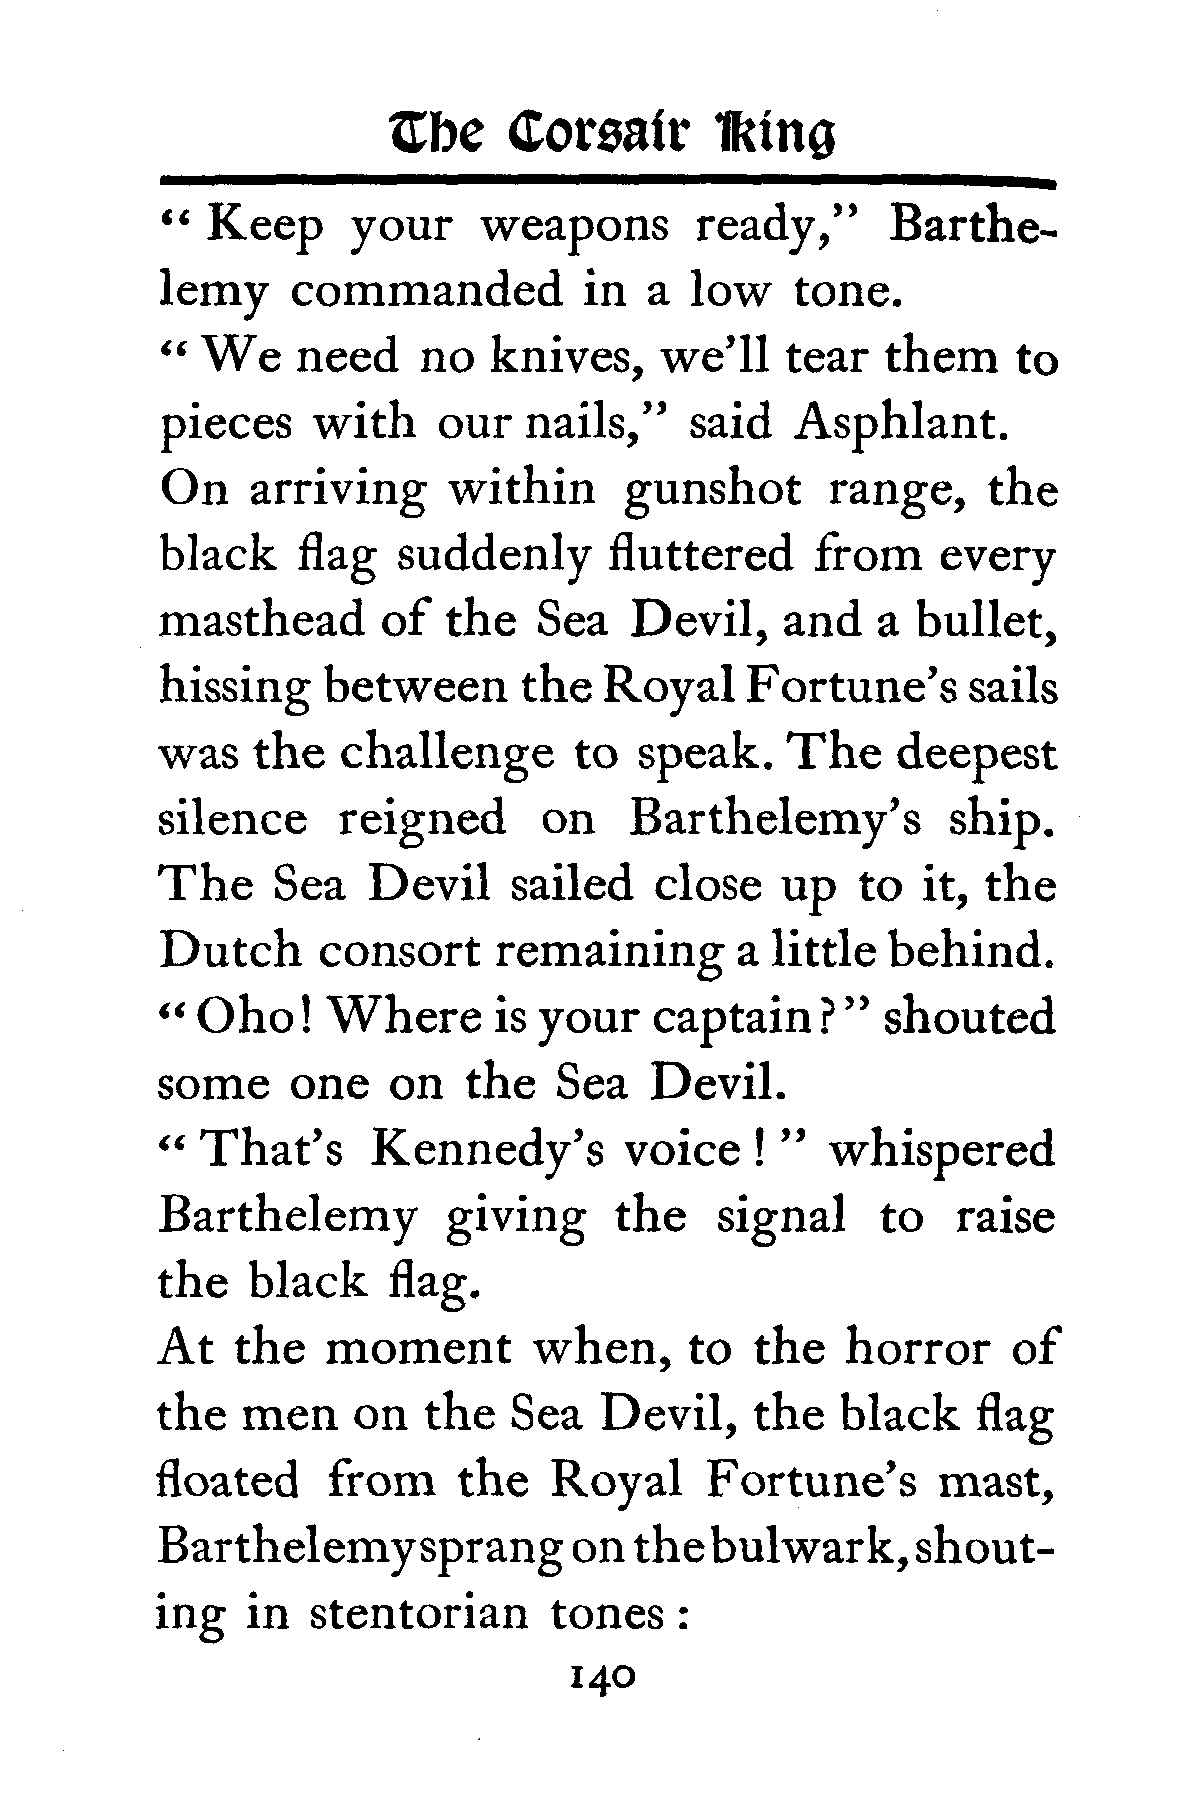 The Corsair King
“ Keep your weapons ready,” Barthe-
lemy commanded in a low tone.
“ We need no knives, we’ll tear them to
pieces with our nails,” said Asphlant.
On arriving within gunshot range, the
black flag suddenly fluttered from every
masthead of the Sea Devil, and a bullet,
hissing between the Royal Fortune’s sails
was the challenge to speak. The deepest
silence reigned on Barthelemy’s ship.
The Sea Devil sailed close up to it, the
Dutch consort remaining a little behind.
“ Oho! Where is your captain?” shouted
some one on the Sea Devil.
“ That’s Kennedy’s voice ! ” whispered
Barthelemy giving the signal to raise
the black flag.
At the moment when, to the horror of
the men on the Sea Devil, the black flag
floated from the Royal Fortune’s mast,
Barthelemy sprang on the bulwark, shout-
ing in stentorian tones :
140